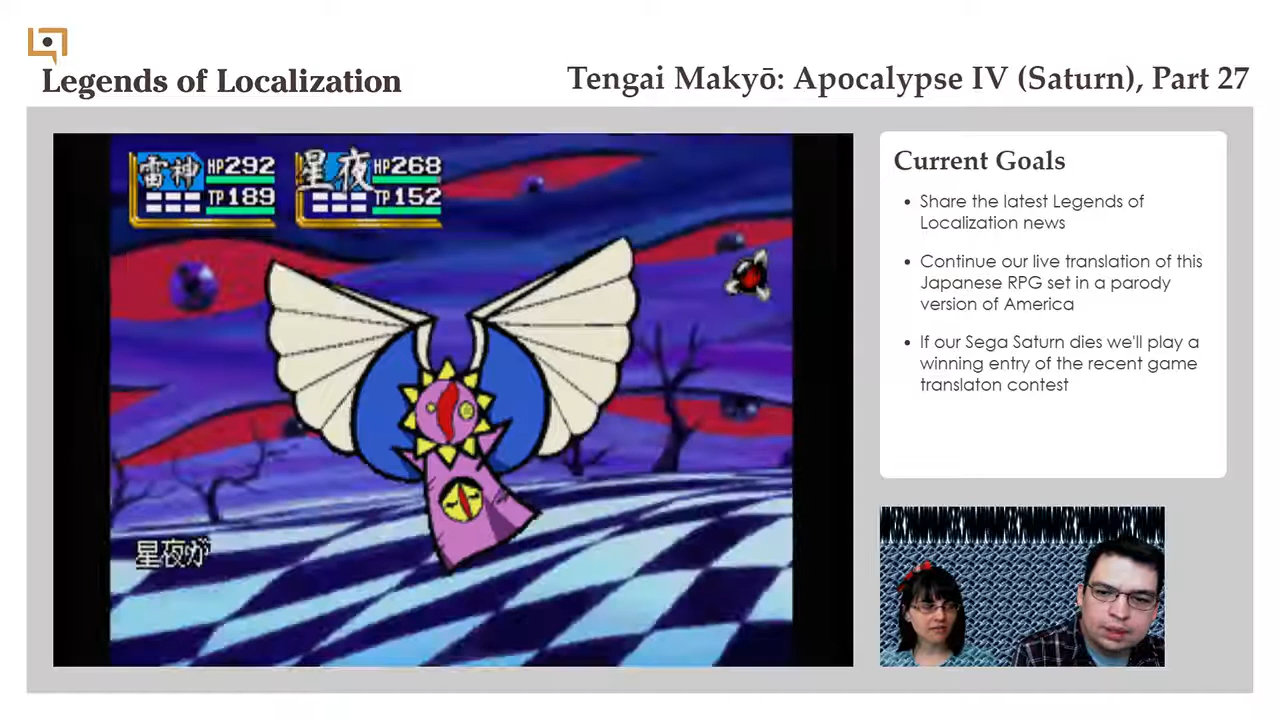 Legends of Localization
Tengai Makyō: Apocalypse IV (Saturn), Part 27
雷神 HP292
TP189
星夜 HP268
TP152
星夜が
Current Goals
• Share the latest Legends of
Localization news
• Continue our live translation of this
Japanese RPG set in a parody
version of America
• If our Sega Saturn dies we'll play a
winning entry of the recent game
translaton contest